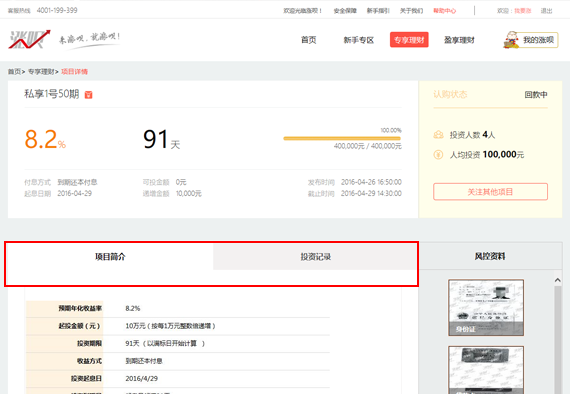 客服热线 4001-199-399 欢迎光临涨呗！ 安全保障 新手指引 关于我们 帮助中心 欢迎：我要涨 退出
涨呗 来涨呗，就涨呗！ 首页 新手专区 专享理财 盈享理财 我的涨呗
首页> 专享理财> 项目详情
私享1号50期
认购状态 回款中
8.2% 91天
100.00%
400,000元 / 400,000元
投资人数 4人
人均投资 100,000元
付息方式 到期还本付息 可投金额 0元 发布时间 2016-04-26 16:50:00
起息日期 2016-04-29 递增金额 10,000元 截止时间 2016-04-29 14:30:00
关注其他项目
项目简介 投资记录 风控资料
预期年化收益率 8.2%
起投金额（元） 10万元（按每1万元整数倍递增）
投资期限 91天（以满标日开始计算 ）
收益方式 到期还本付息
投资起息日 2016/4/29
身份证